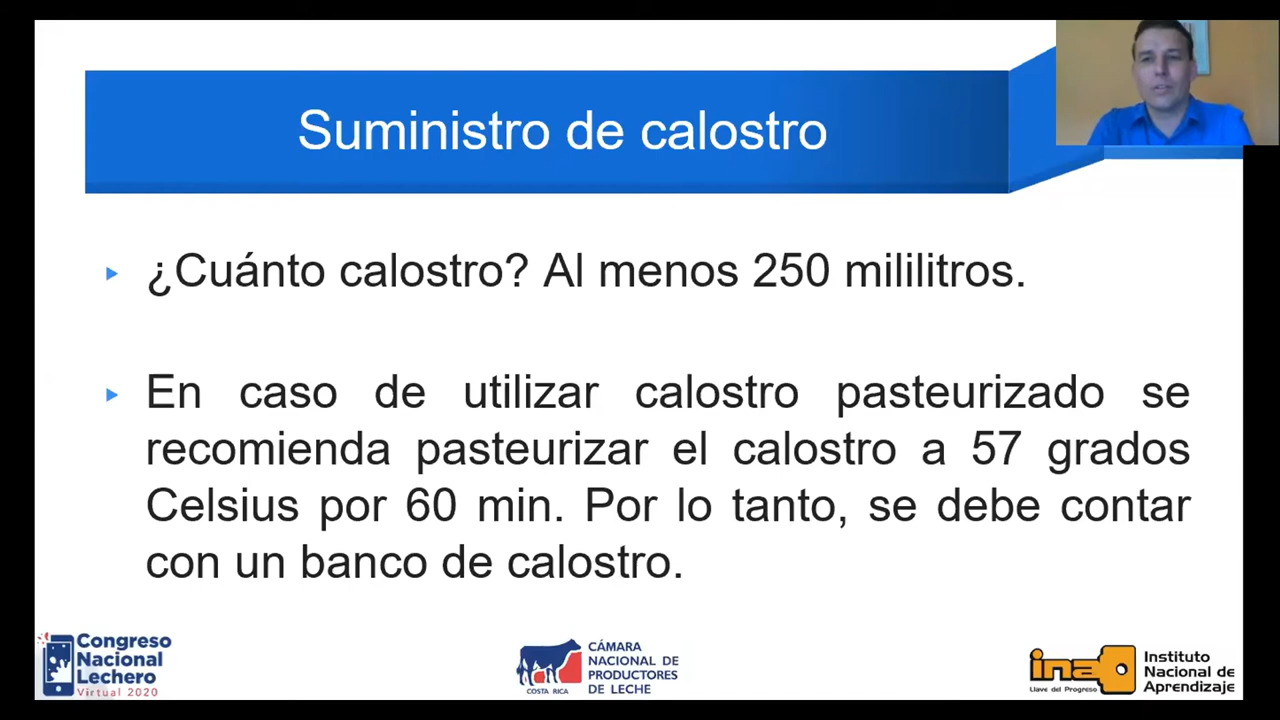 Suministro de calostro
¿Cuánto calostro? Al menos 250 mililitros.
En caso de utilizar calostro pasteurizado se
recomienda pasteurizar el calostro a 57 grados
Celsius por 60 min. Por lo tanto, se debe contar
con un banco de calostro.
Congreso
Nacional
Lechero
Virtual 2020
CÁMARA
NACIONAL DE
PRODUCTORES
DE LECHE
COSTA RICA
ina
Llave del Progreso
Instituto
Nacional de
Aprendizaje